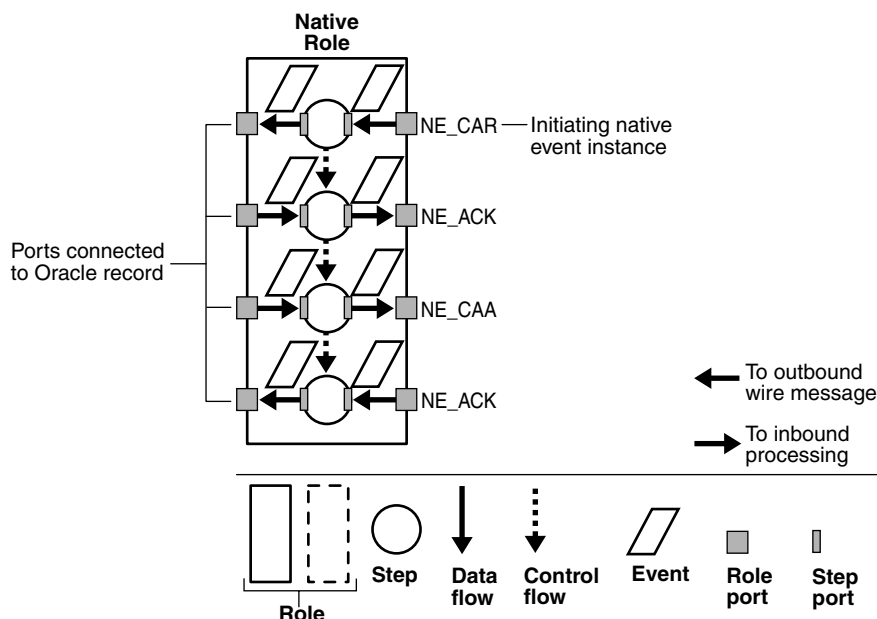 Native
Role
NE_CAR
Initiating native
event instance
NE_ACK
Ports connected
to Oracle record
NE_CAA
NE_ACK
To outbound
wire message
To inbound
processing
Role
Step
Data
flow
Control
flow
Event
Role
port
Step
port